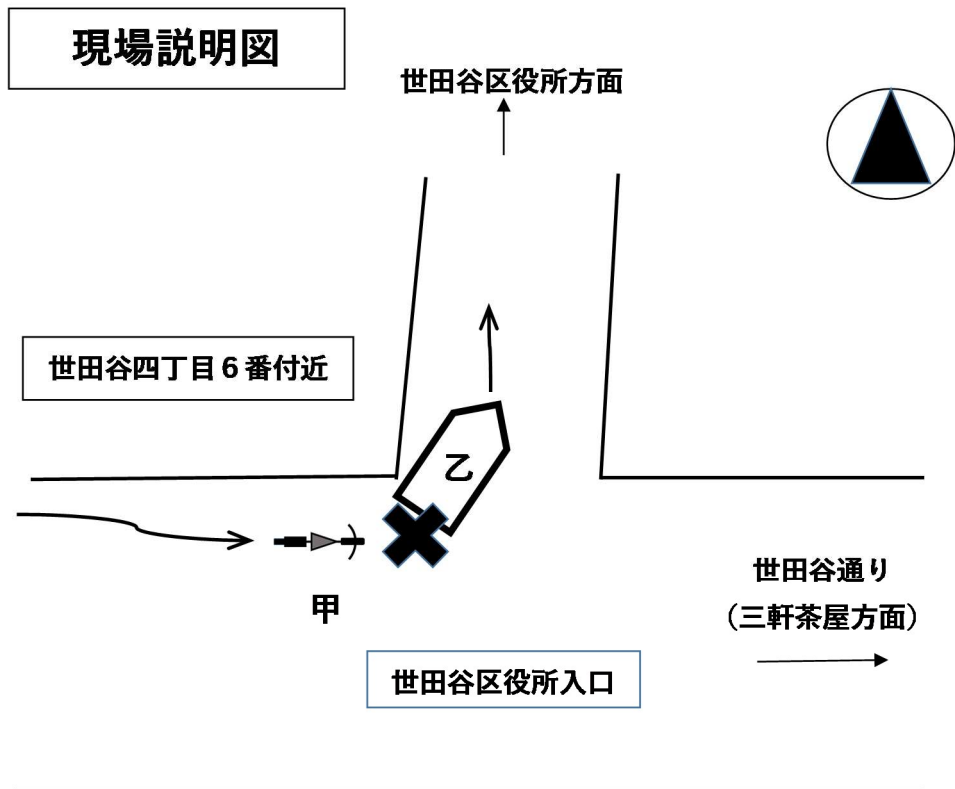 現場説明図
世田谷区役所方面
世田谷四丁目６番付近
乙
甲
世田谷通り
（三軒茶屋方面）
世田谷区役所入口